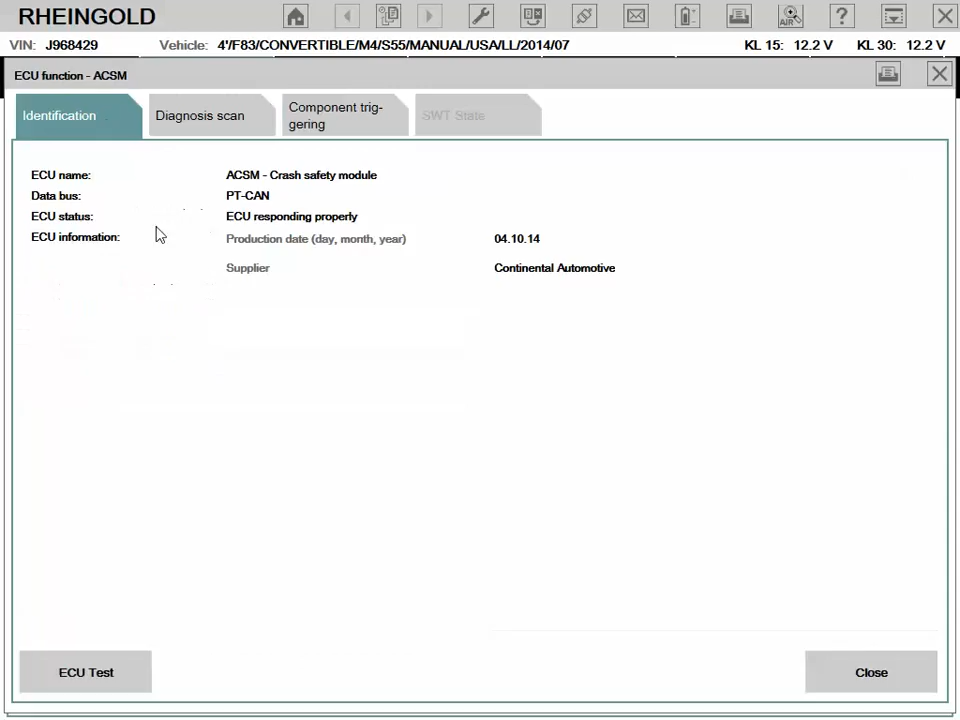 RHEINGOLD
AIR
?
VIN: J968429 Vehicle: 4'/F83/CONVERTIBLE/M4/S55/MANUAL/USA/LL/2014/07 KL 15: 12.2 V KL 30: 12.2 V
ECU function - ACSM
Identification
Diagnosis scan
Component trig-
gering
SWT State
ECU name: ACSM - Crash safety module
Data bus: PT-CAN
ECU status: ECU responding properly
ECU information: Production date (day, month, year) 04.10.14
Supplier Continental Automotive
ECU Test
Close